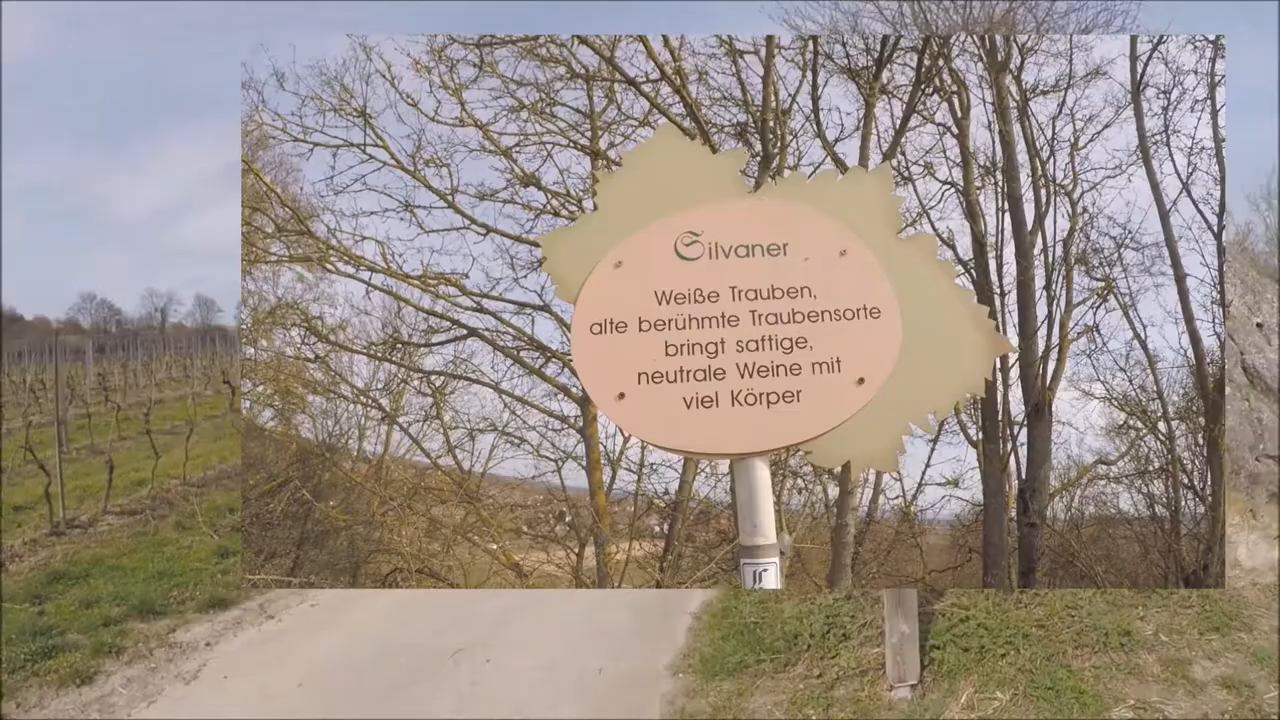 Silvaner
Weiße Trauben,
alte berühmte Traubensorte
bringt saftige,
neutrale Weine mit
viel Körper